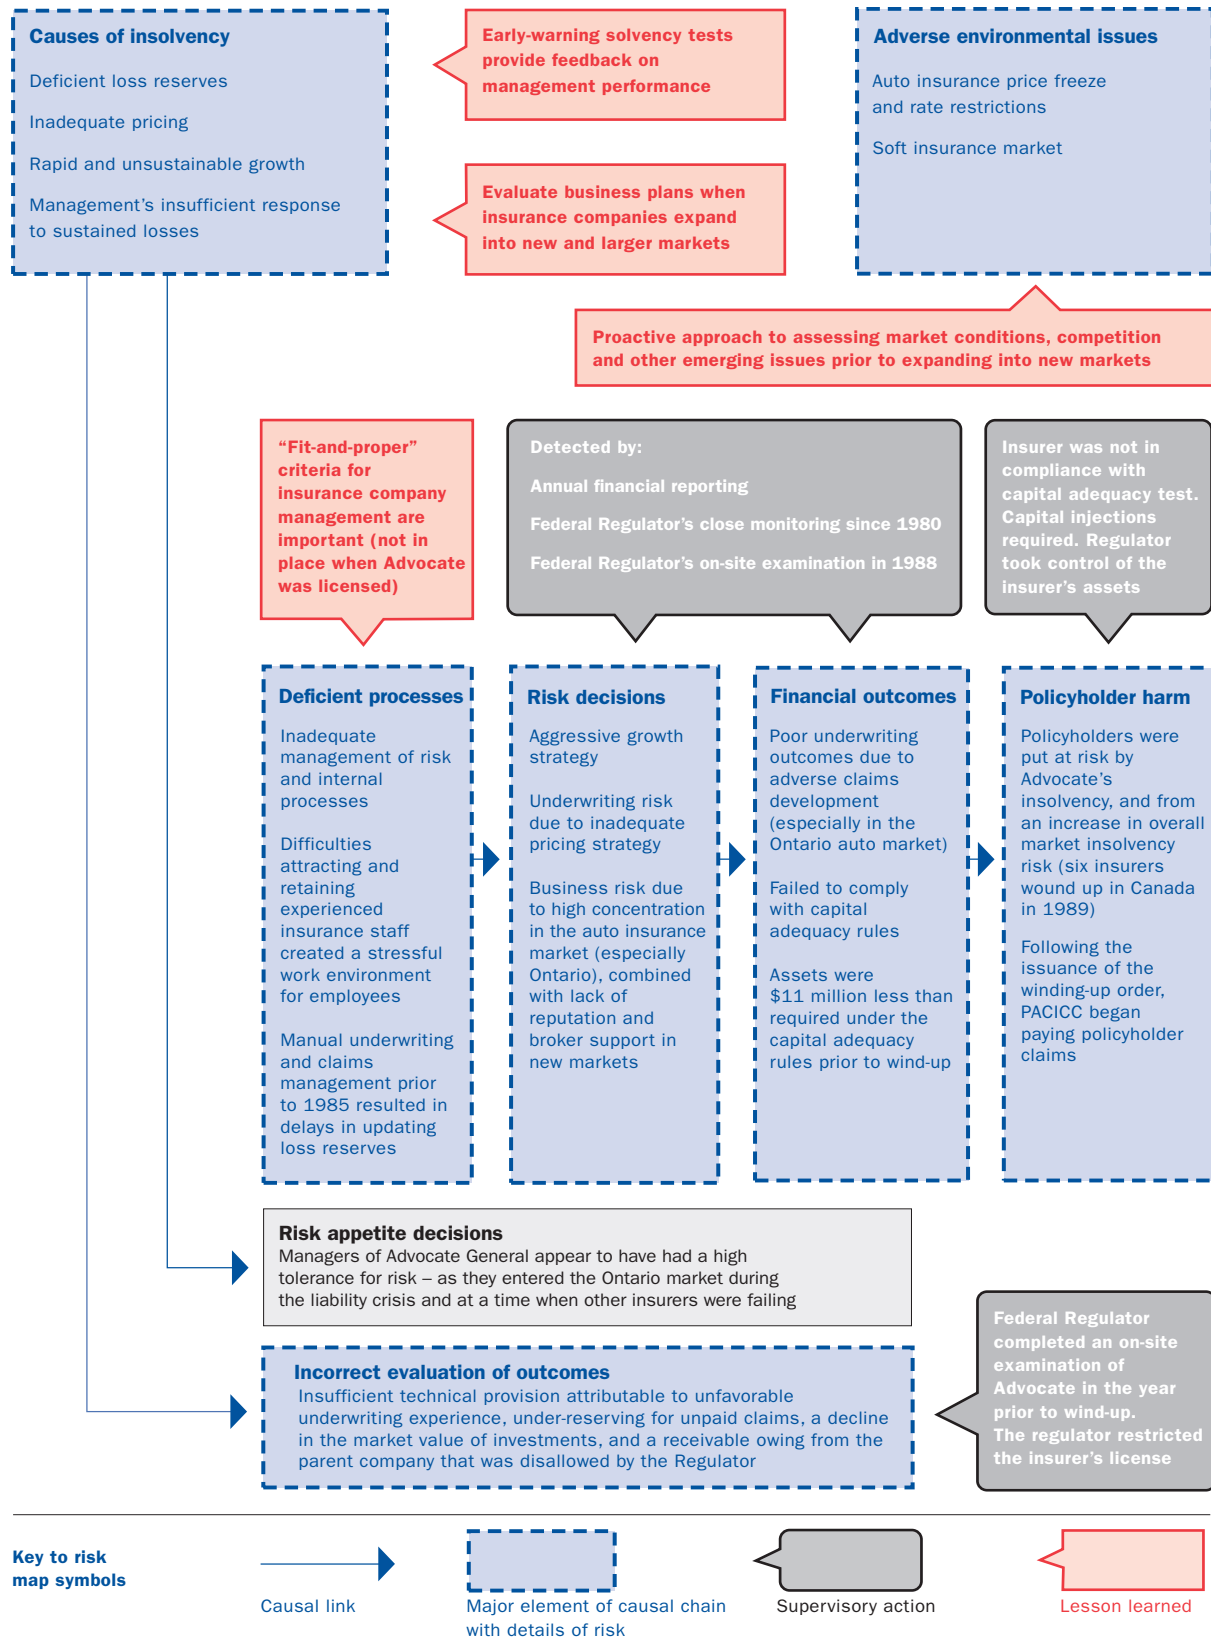 Causes of insolvency
Deficient loss reserves
Inadequate pricing
Rapid and unsustainable growth
Management's insufficient response
to sustained losses
Early-warning solvency tests
provide feedback on
management performance
Evaluate business plans when
insurance companies expand
into new and larger markets
Adverse environmental issues
Auto insurance price freeze
and rate restrictions
Soft insurance market
Proactive approach to assessing market conditions, competition
and other emerging issues prior to expanding into new markets
“Fit-and-proper”
criteria for
insurance company
management are
important (not in
place when Advocate
was licensed)
Detected by:
Annual financial reporting
Federal Regulator's close monitoring since 1980
Federal Regulator's on-site examination in 1988
Insurer was not in
compliance with
capital adequacy test.
Capital injections
required. Regulator
took control of the
insurer's assets
Deficient processes
Inadequate
management of risk
and internal
processes
Difficulties
attracting and
retaining
experienced
insurance staff
created a stressful
work environment
for employees
Manual underwriting
and claims
management prior
to 1985 resulted in
delays in updating
loss reserves
Risk decisions
Aggressive growth
strategy
Underwriting risk
due to inadequate
pricing strategy
Business risk due
to high concentration
in the auto insurance
market (especially
Ontario), combined
with lack of
reputation and
broker support in
new markets
Financial outcomes
Poor underwriting
outcomes due to
adverse claims
development
(especially in the
Ontario auto market)
Failed to comply
with capital
adequacy rules
Assets were
$11 million less than
required under the
capital adequacy
rules prior to wind-up
Policyholder harm
Policyholders were
put at risk by
Advocate's
insolvency, and from
an increase in overall
market insolvency
risk (six insurers
wound up in Canada
in 1989)
Following the
issuance of the
winding-up order,
PACICC began
paying policyholder
claims
Risk appetite decisions
Managers of Advocate General appear to have had a high
tolerance for risk – as they entered the Ontario market during
the liability crisis and at a time when other insurers were failing
Incorrect evaluation of outcomes
Insufficient technical provision attributable to unfavorable
underwriting experience, under-reserving for unpaid claims, a decline
in the market value of investments, and a receivable owing from the
parent company that was disallowed by the Regulator
Federal Regulator
completed an on-site
examination of
Advocate in the year
prior to wind-up.
The regulator restricted
the insurer's license
Key to risk
map symbols
Causal link
Major element of causal chain
with details of risk
Supervisory action
Lesson learned